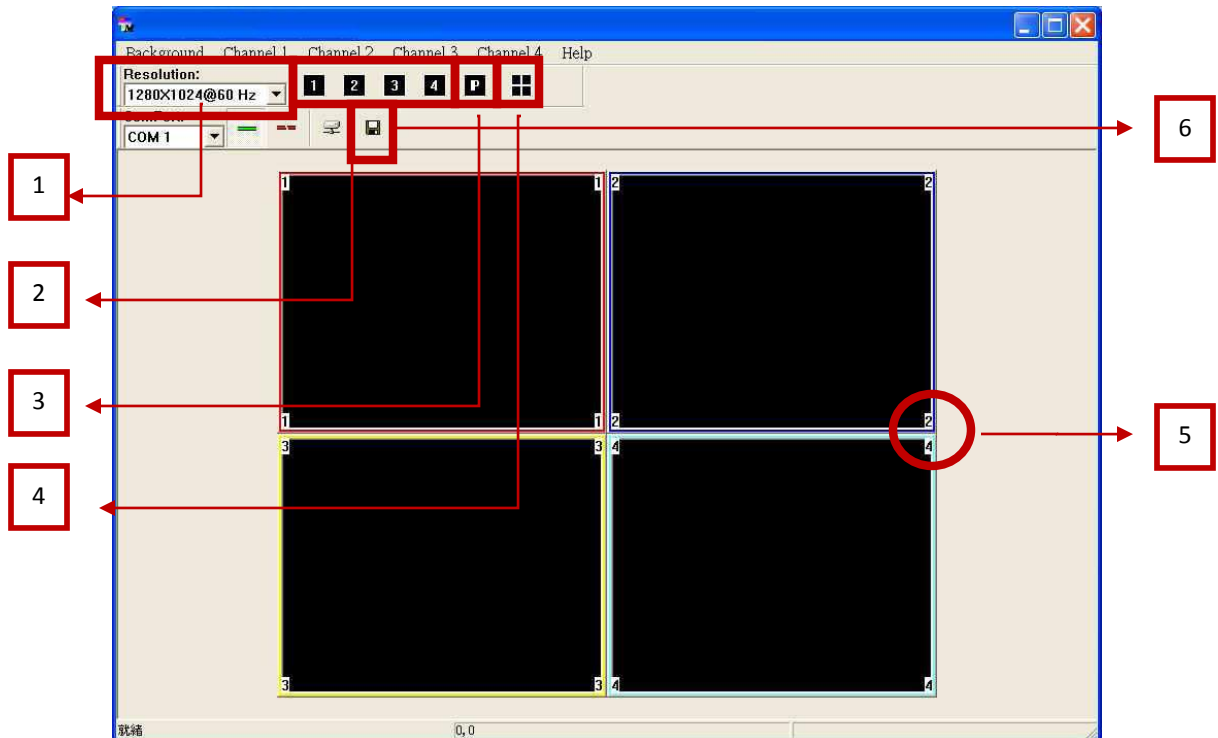 Background Channel 1 Channel 2 Channel 3 Channel 4 Help
Resolution:
1280X1024@60 Hz 1 2 3 4 P
COM 1
6
1
1 1 2 2
2
3
1 1 2 2
5
3 3 4 4
4
3 3 4 4
就緒 0, 0